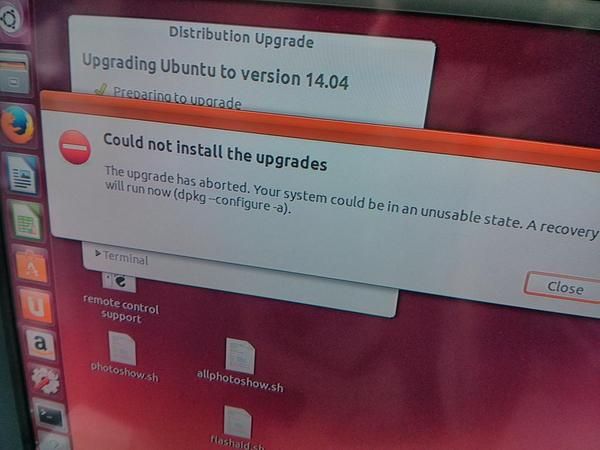 Distribution Upgrade
Upgrading Ubuntu to version 14.04
Preparing to upgrade
Could not install the upgrades
The upgrade has aborted. Your system could be in an unusable state. A recovery
will run now (dpkg --configure -a).
Close
Terminal
remote control
support
photoshow.sh
allphotoshow.sh
flashaid.sh